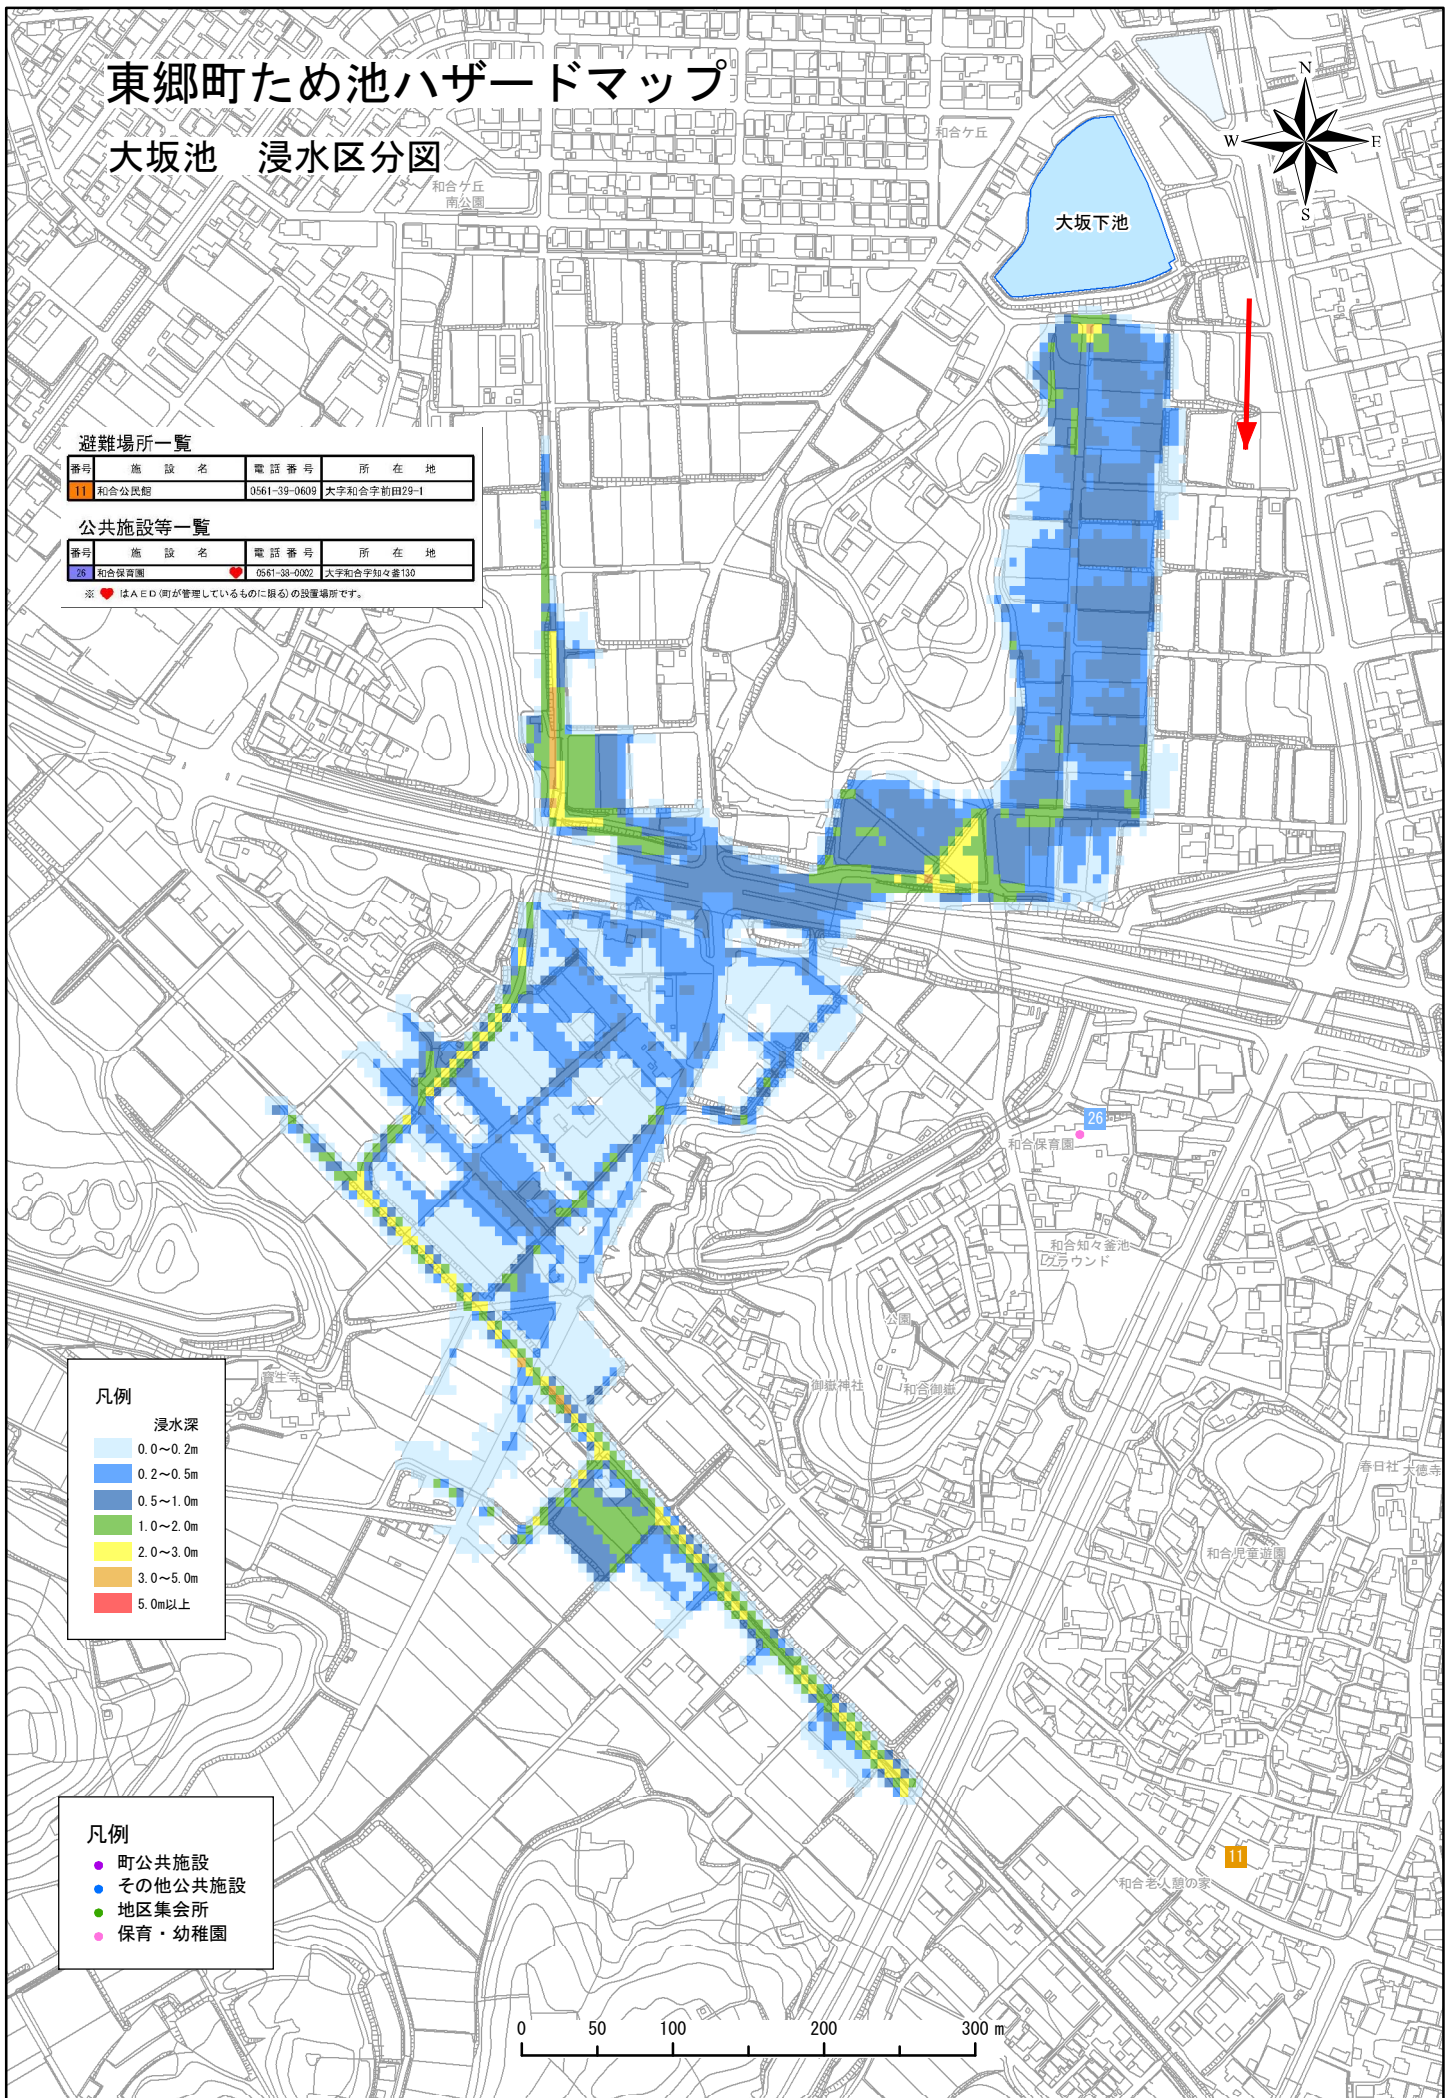 東郷町ため池ハザードマップ
大坂池　浸水区分図
N
W E
S
和合ケ丘
和合ケ丘
南公園
大坂下池
避難場所一覧
番号 施設名 電話番号 所在地
11 和合公民館 0561-39-0609 大字和合字前田29-1
公共施設等一覧
番号 施設名 電話番号 所在地
26 和合保育園 0561-38-0002 大字和合字知々釜130
※ はAED(町が管理しているものに限る)の設置場所です。
26
和合保育園
和合知々釜池
グラウンド
公園
御嶽神社
和合御嶽
寳生寺
春日社
大德寺
和合児童遊園
凡例
浸水深
0.0～0.2m
0.2～0.5m
0.5～1.0m
1.0～2.0m
2.0～3.0m
3.0～5.0m
5.0m以上
11
和合老人憩の家
凡例
町公共施設
その他公共施設
地区集会所
保育・幼稚園
0 50 100 200 300 m